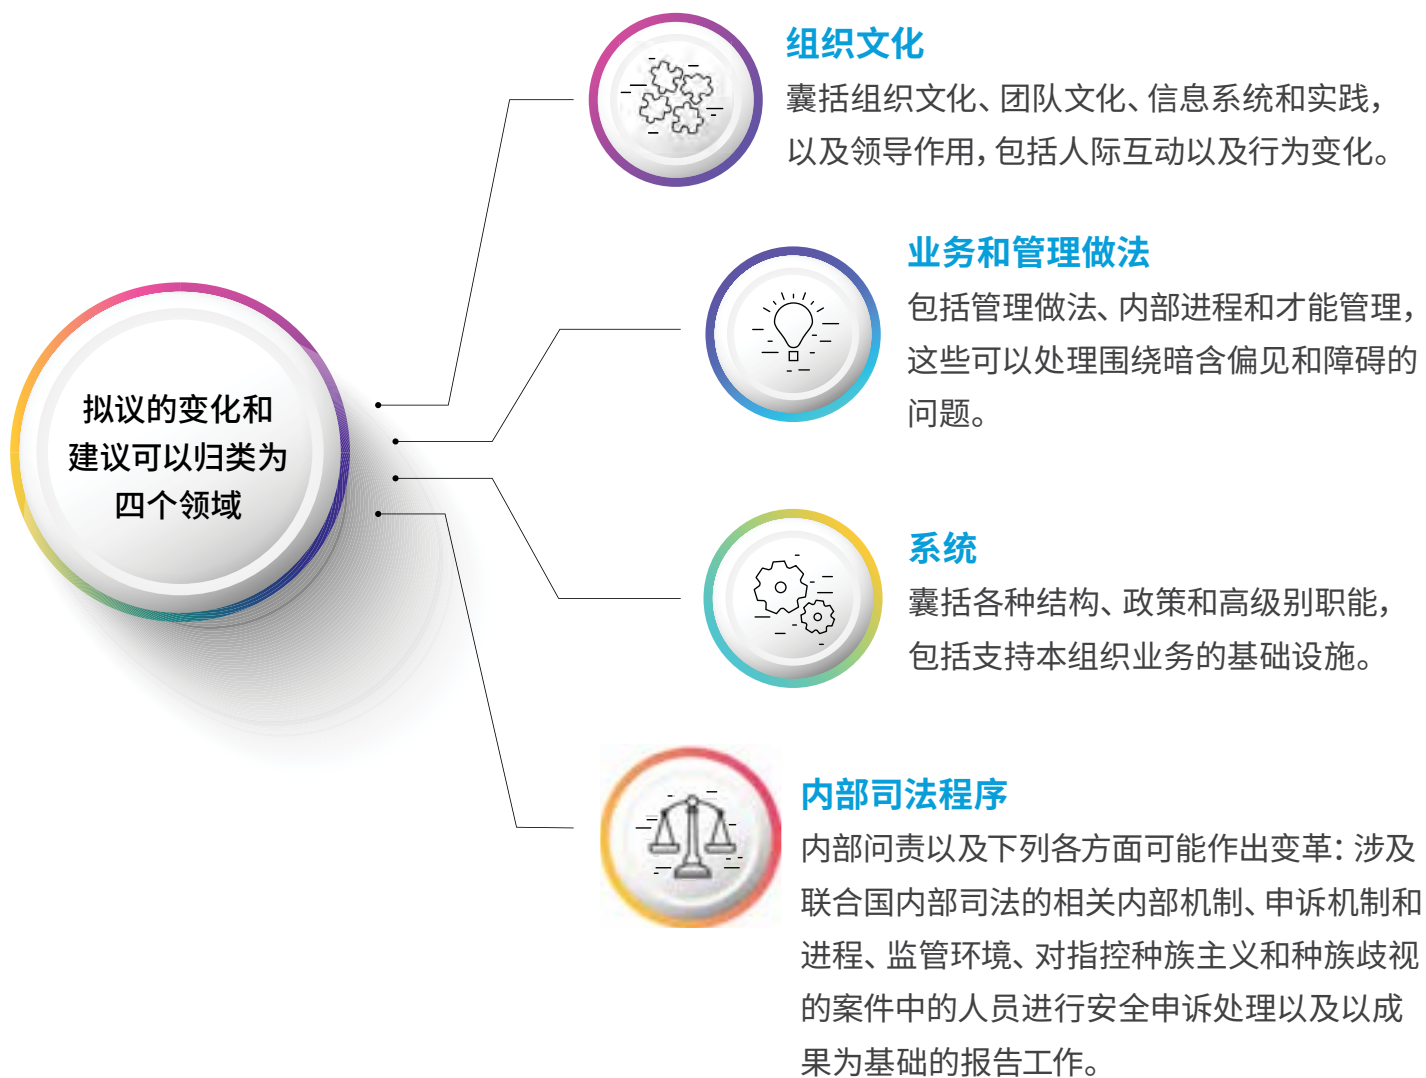 组织文化
囊括组织文化、团队文化、信息系统和实践，
以及领导作用，包括人际互动以及行为变化。
业务和管理做法
包括管理做法、内部进程和才能管理，
这些可以处理围绕暗含偏见和障碍的
问题。
拟议的变化和
建议可以归类为
四个领域
系统
囊括各种结构、政策和高级别职能，
包括支持本组织业务的基础设施。
内部司法程序
内部问责以及下列各方面可能作出变革：涉及
联合国内部司法的相关内部机制、申诉机制和
进程、监管环境、对指控种族主义和种族歧视
的案件中的人员进行安全申诉处理以及以成
果为基础的报告工作。